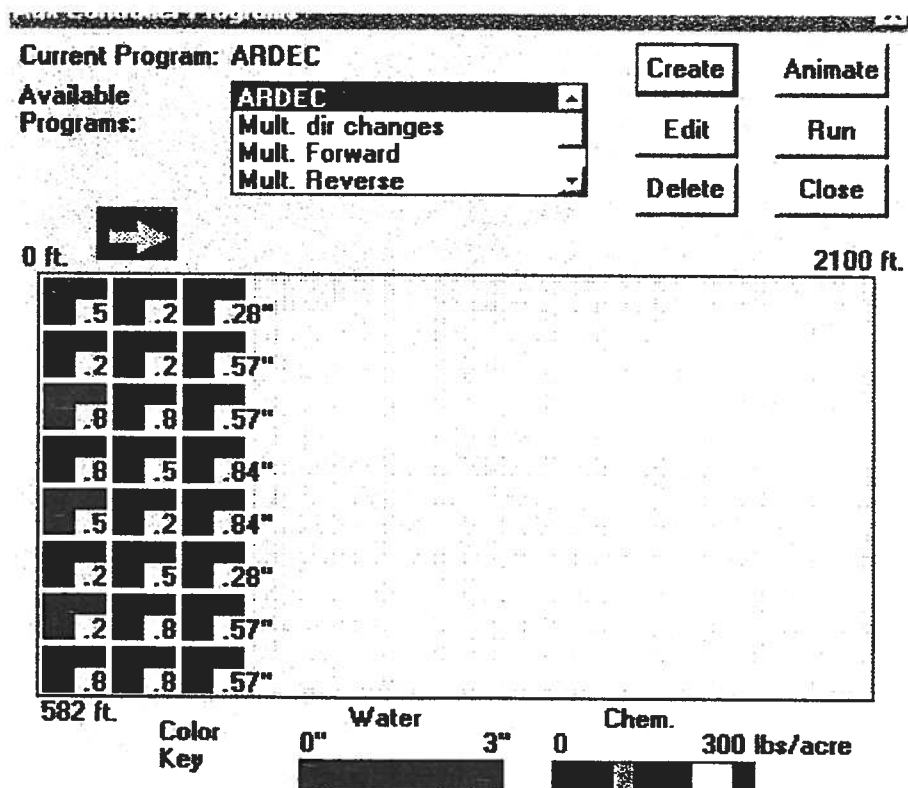 Current Program: ARDEC
Create
Animate
Available
Programs:
ARDEC
Mult. dir changes
Mult. Forward
Mult. Reverse
Edit
Run
Delete
Close
0 ft.
2100 ft.
.5 .2 .28"
.2 .2 .57"
.8 .8 .57"
.8 .5 .84"
.5 .2 .84"
.2 .5 .28"
.2 .8 .57"
.8 .8 .57"
582 ft.
Color
Key
Water
0" 3"
Chem.
0 300 lbs/acre